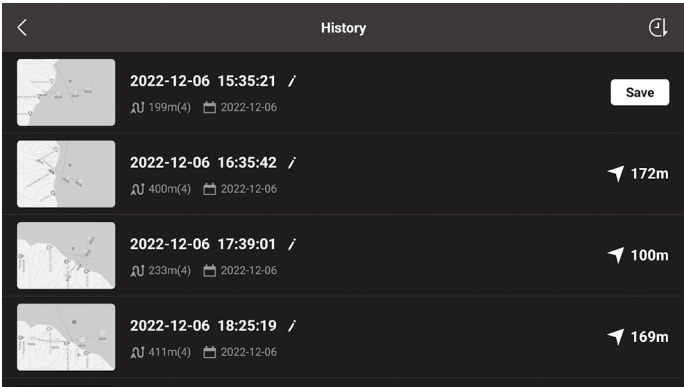 History
2022-12-06 15:35:21
199m(4) 2022-12-06
Save
2022-12-06 16:35:42
400m(4) 2022-12-06
172m
2022-12-06 17:39:01
233m(4) 2022-12-06
100m
2022-12-06 18:25:19
411m(4) 2022-12-06
169m